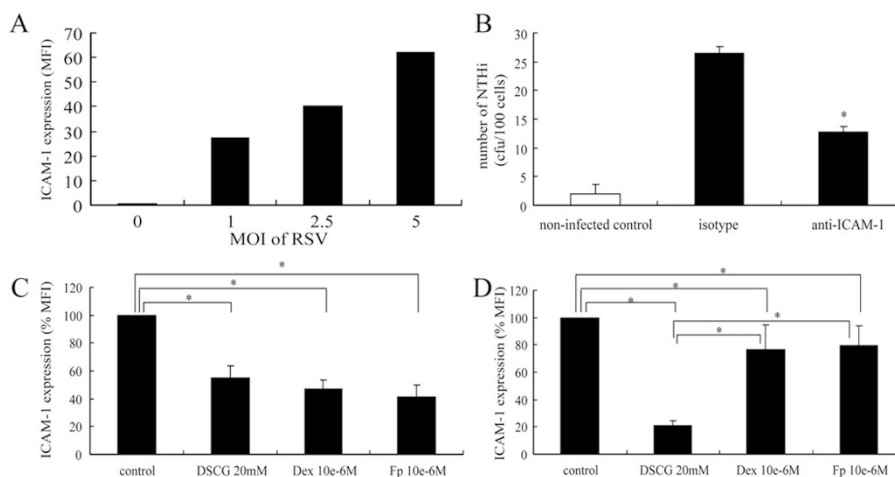 A
ICAM-1 expression (MFI)
70
60
50
40
30
20
10
0
0 1 2.5 5
MOI of RSV
B
number of NTHi
(cfu/100 cells)
30
25
20
15
10
5
0
*
non-infected control isotype anti-ICAM-1
C
ICAM-1 expression (% MFI)
120
100
80
60
40
20
0
*
*
*
control DSCG 20mM Dex 10e-6M Fp 10e-6M
D
ICAM-1 expression (% MFI)
120
100
80
60
40
20
0
*
*
*
*
*
control DSCG 20mM Dex 10e-6M Fp 10e-6M